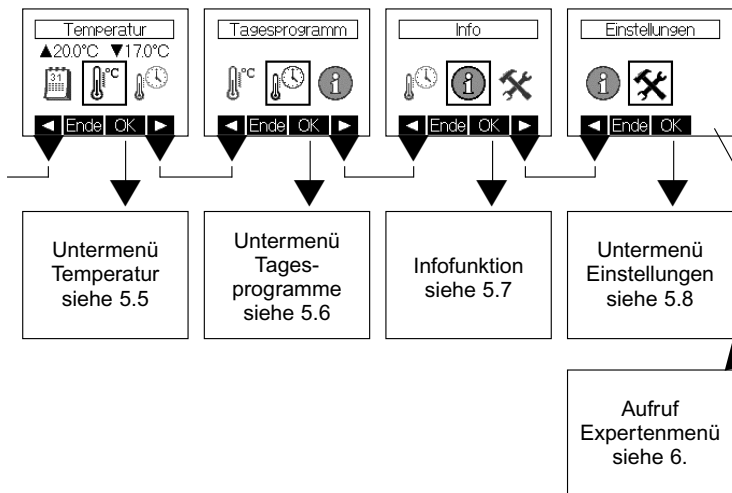 Temperatur
▲20.0°C ▼17.0°C
31
°C
◄ Ende OK ►
Tagesprogramm
°C
i
◄ Ende OK ►
Info
i
◄ Ende OK ►
Einstellungen
i
◄ Ende OK
Untermenü
Temperatur
siehe 5.5
Untermenü
Tages-
programme
siehe 5.6
Infofunktion
siehe 5.7
Untermenü
Einstellungen
siehe 5.8
Aufruf
Expertenmenü
siehe 6.